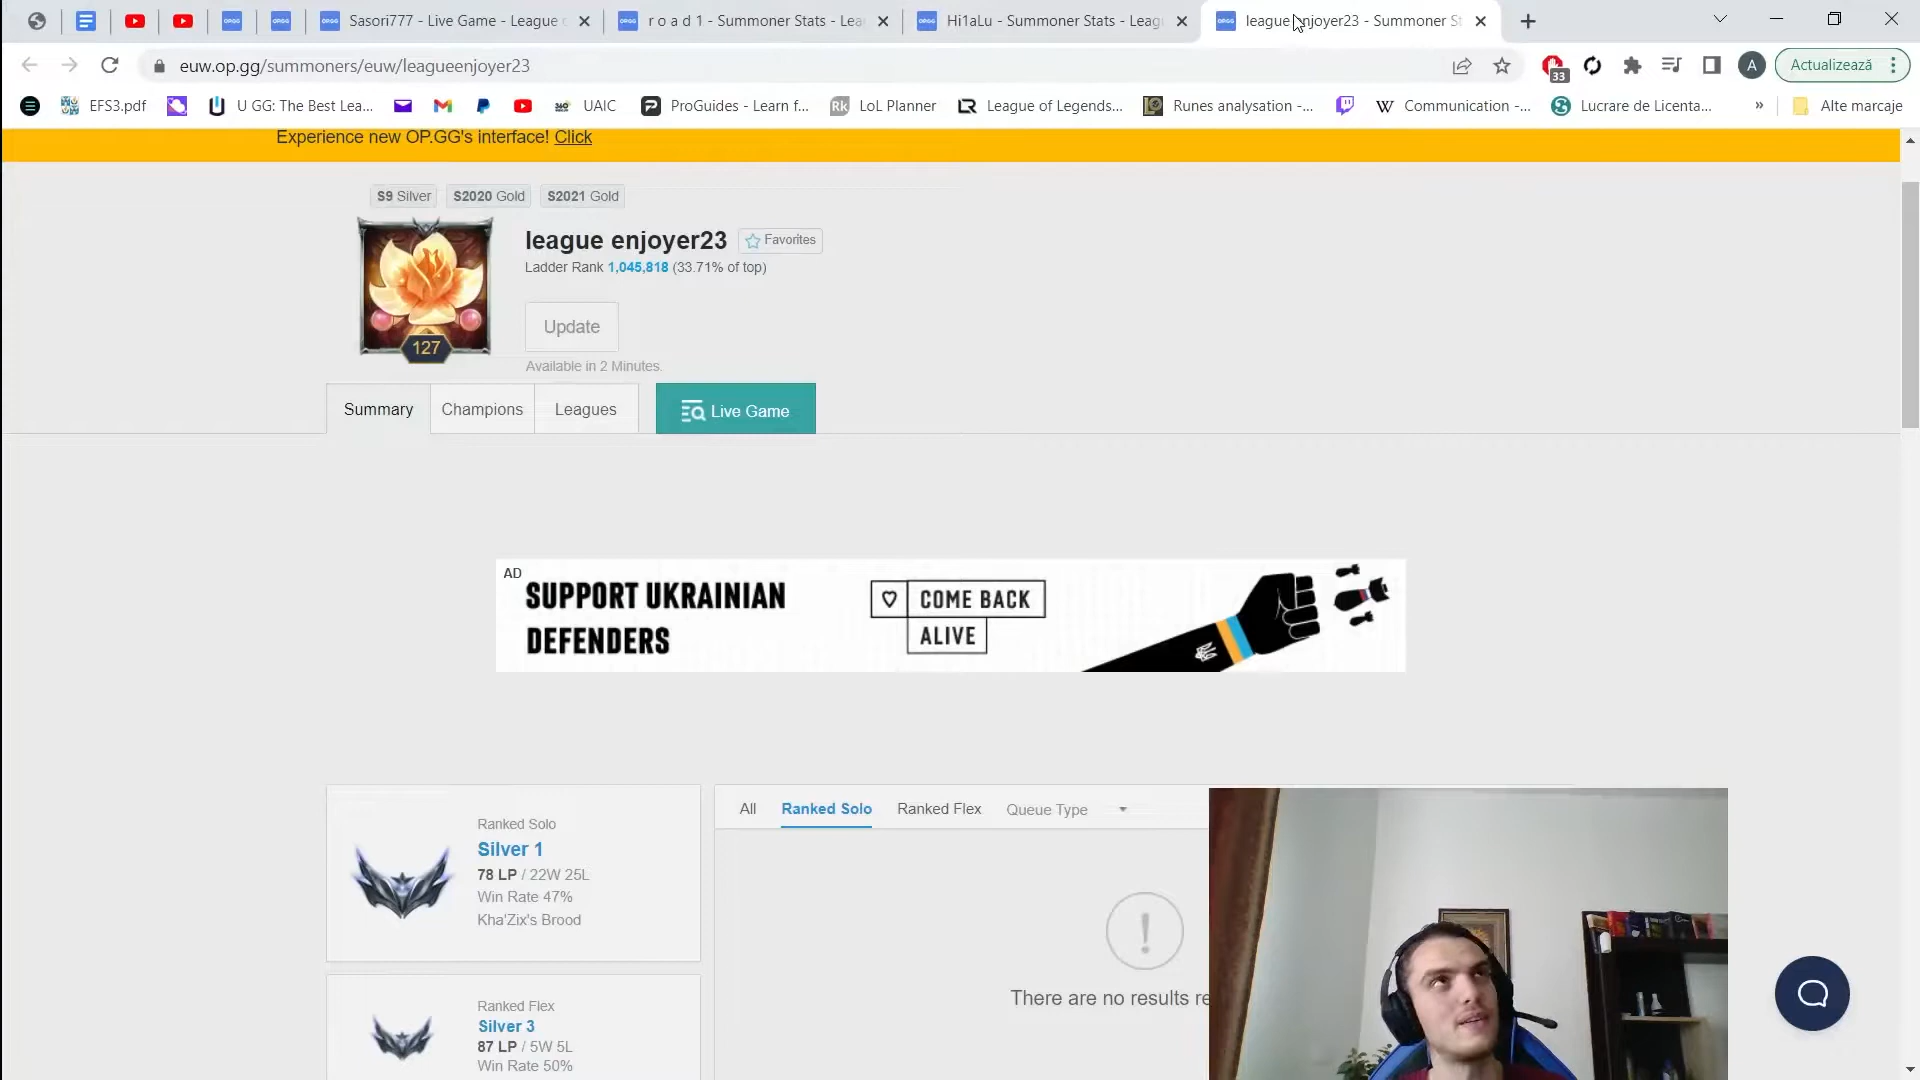 Sasori777 - Live Game - League
r o a d 1 - Summoner Stats - Lea
Hi1aLu - Summoner Stats - Leag
league enjoyer23 - Summoner St
euw.op.gg/summoners/euw/leagueenjoyer23
33
A
Actualizează
EFS3.pdf
U GG: The Best Lea...
UAIC
ProGuides - Learn f...
Rk LoL Planner
League of Legends...
Runes analysation -...
W Communication -...
Lucrare de Licenta...
»
Alte marcaje
Experience new OP.GG's interface! Click
S9 Silver
S2020 Gold
S2021 Gold
league enjoyer23
Favorites
Ladder Rank 1,045,818 (33.71% of top)
127
Update
Available in 2 Minutes.
Summary
Champions
Leagues
Live Game
AD
SUPPORT UKRAINIAN
DEFENDERS
COME BACK
ALIVE
Ranked Solo
Silver 1
78 LP / 22W 25L
Win Rate 47%
Kha'Zix's Brood
All
Ranked Solo
Ranked Flex
Queue Type
There are no results re
Ranked Flex
Silver 3
87 LP / 5W 5L
Win Rate 50%